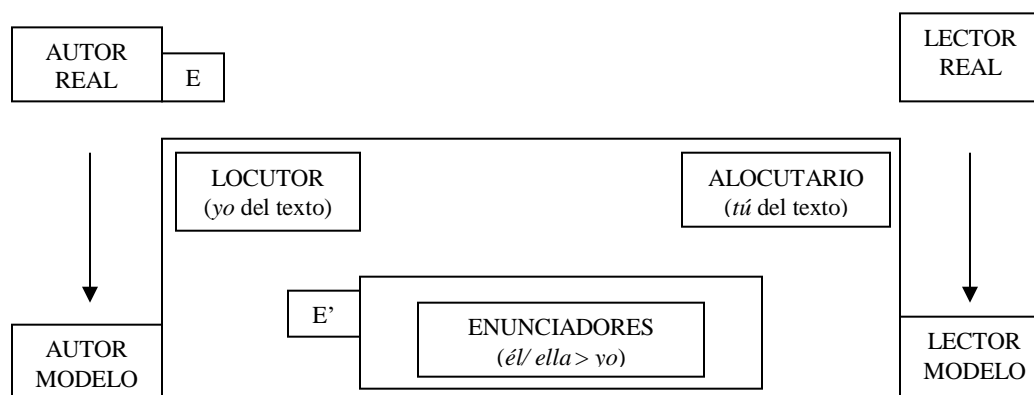 AUTOR
REAL
E
LECTOR
REAL
LOCUTOR
(yo del texto)
ALOCUTARIO
(tú del texto)
E’
ENUNCIADORES
(él/ ella > yo)
AUTOR
MODELO
LECTOR
MODELO